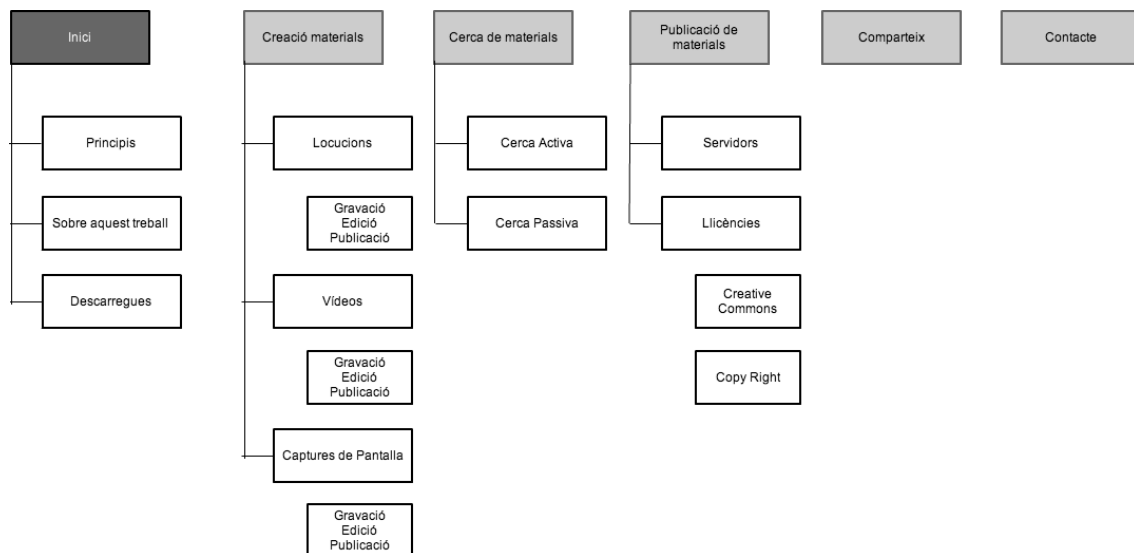 Inici
Creació materials
Cerca de materials
Publicació de
materials
Comparteix
Contacte
Principis
Locucions
Cerca Activa
Servidors
Sobre aquest treball
Gravació
Edició
Publicació
Cerca Passiva
Llicències
Descarregues
Vídeos
Creative
Commons
Gravació
Edició
Publicació
Copy Right
Captures de Pantalla
Gravació
Edició
Publicació